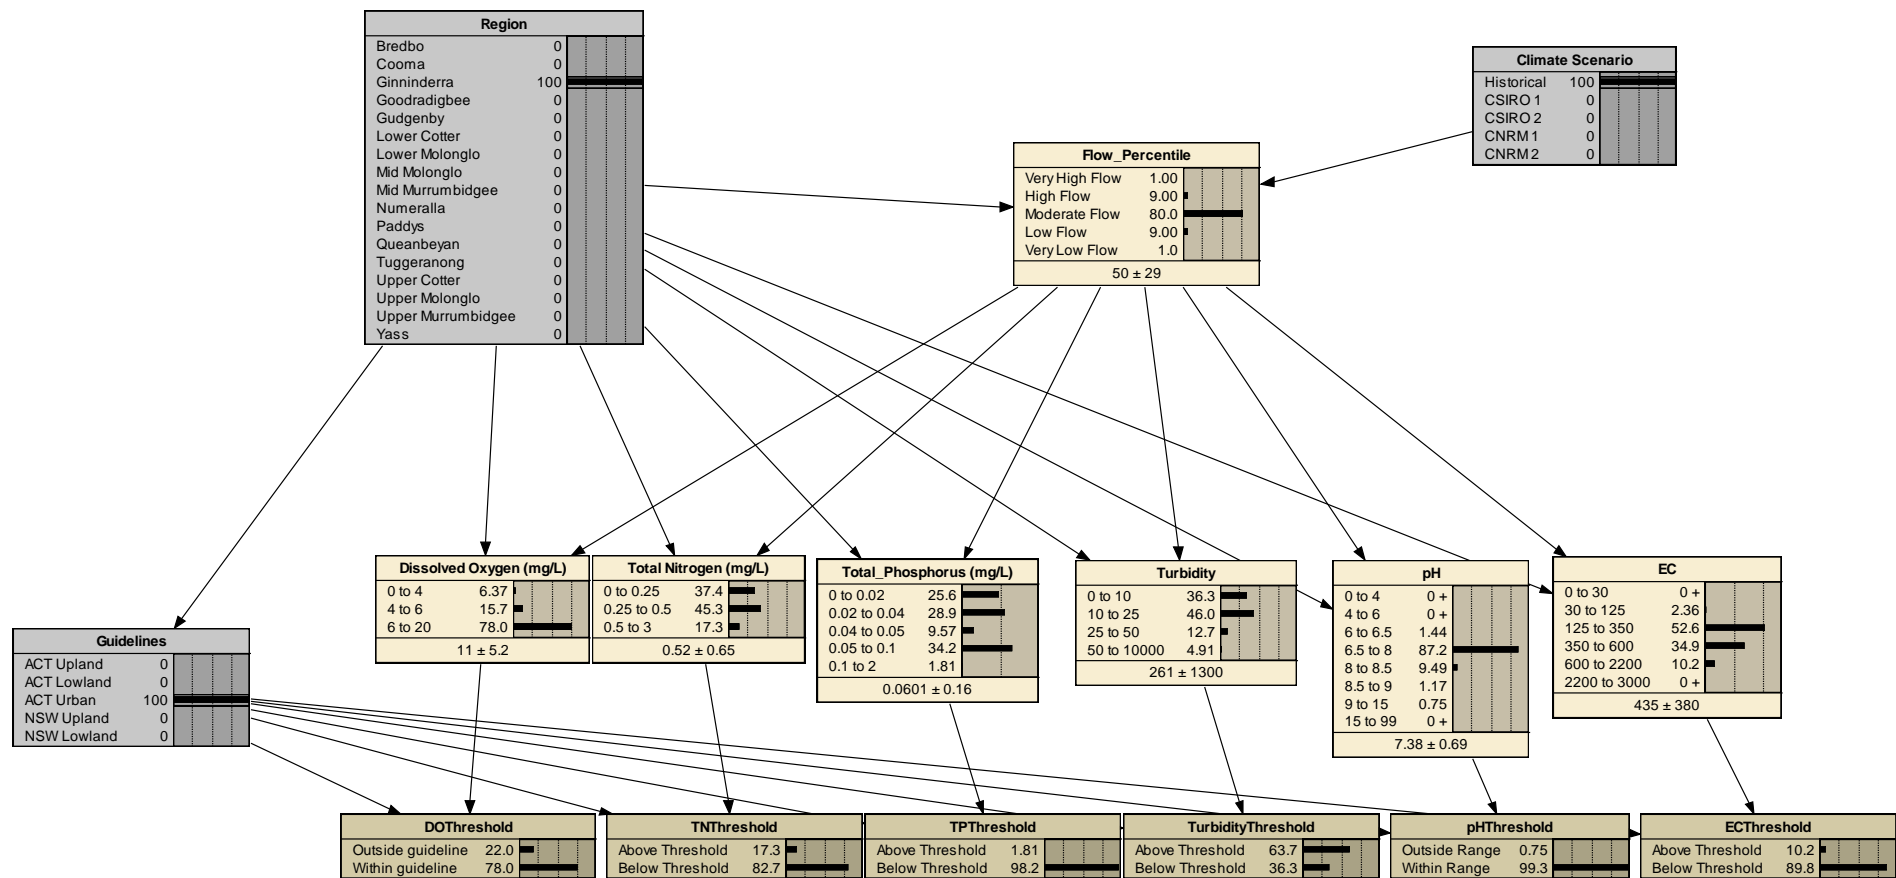 Region
Bredbo 0
Cooma 0
Ginninderra 100
Goodradigbee 0
Gudgenby 0
Lower Cotter 0
Lower Molonglo 0
Mid Molonglo 0
Mid Murrumbidgee 0
Numeralla 0
Paddys 0
Queanbeyan 0
Tuggeranong 0
Upper Cotter 0
Upper Molonglo 0
Upper Murrumbidgee 0
Yass 0
Climate Scenario
Historical 100
CSIRO 1 0
CSIRO 2 0
CNRM 1 0
CNRM 2 0
Flow_Percentile
Very High Flow 1.00
High Flow 9.00
Moderate Flow 80.0
Low Flow 9.00
Very Low Flow 1.0
50 ± 29
Guidelines
ACT Upland 0
ACT Lowland 0
ACT Urban 100
NSW Upland 0
NSW Lowland 0
Dissolved Oxygen (mg/L)
0 to 4 6.37
4 to 6 15.7
6 to 20 78.0
11 ± 5.2
Total Nitrogen (mg/L)
0 to 0.25 37.4
0.25 to 0.5 45.3
0.5 to 3 17.3
0.52 ± 0.65
Total_Phosphorus (mg/L)
0 to 0.02 25.6
0.02 to 0.04 28.9
0.04 to 0.05 9.57
0.05 to 0.1 34.2
0.1 to 2 1.81
0.0601 ± 0.16
Turbidity
0 to 10 36.3
10 to 25 46.0
25 to 50 12.7
50 to 10000 4.91
261 ± 1300
pH
0 to 4 0 +
4 to 6 0 +
6 to 6.5 1.44
6.5 to 8 87.2
8 to 8.5 9.49
8.5 to 9 1.17
9 to 15 0.75
15 to 99 0 +
7.38 ± 0.69
EC
0 to 30 0 +
30 to 125 2.36
125 to 350 52.6
350 to 600 34.9
600 to 2200 10.2
2200 to 3000 0 +
435 ± 380
DOThreshold
Outside guideline 22.0
Within guideline 78.0
TNThreshold
Above Threshold 17.3
Below Threshold 82.7
TPThreshold
Above Threshold 1.81
Below Threshold 98.2
TurbidityThreshold
Above Threshold 63.7
Below Threshold 36.3
pHThreshold
Outside Range 0.75
Within Range 99.3
ECThreshold
Above Threshold 10.2
Below Threshold 89.8